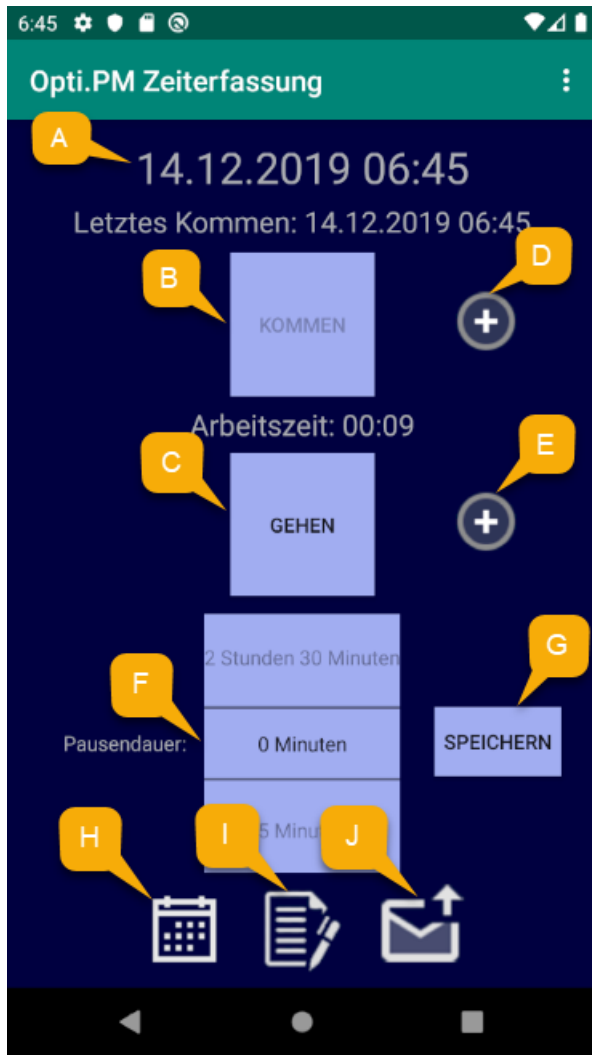 6:45
Opti.PM Zeiterfassung
A
14.12.2019 06:45
Letztes Kommen: 14.12.2019 06:45
B
D
KOMMEN
Arbeitszeit: 00:09
C
E
GEHEN
2 Stunden 30 Minuten
F
G
Pausendauer:
0 Minuten
SPEICHERN
H
I
J